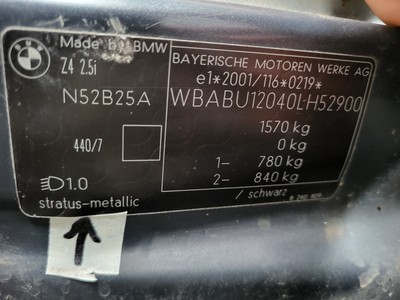 BMW
Made by BMW
Z4 2.5i
N52B25A
440/7
1.0
stratus-metallic
BAYERISCHE MOTOREN WERKE AG
e1*2001/116*0219*
WBABU12040LH52900
1570 kg
0 kg
1– 780 kg
2– 840 kg
/ schwarz